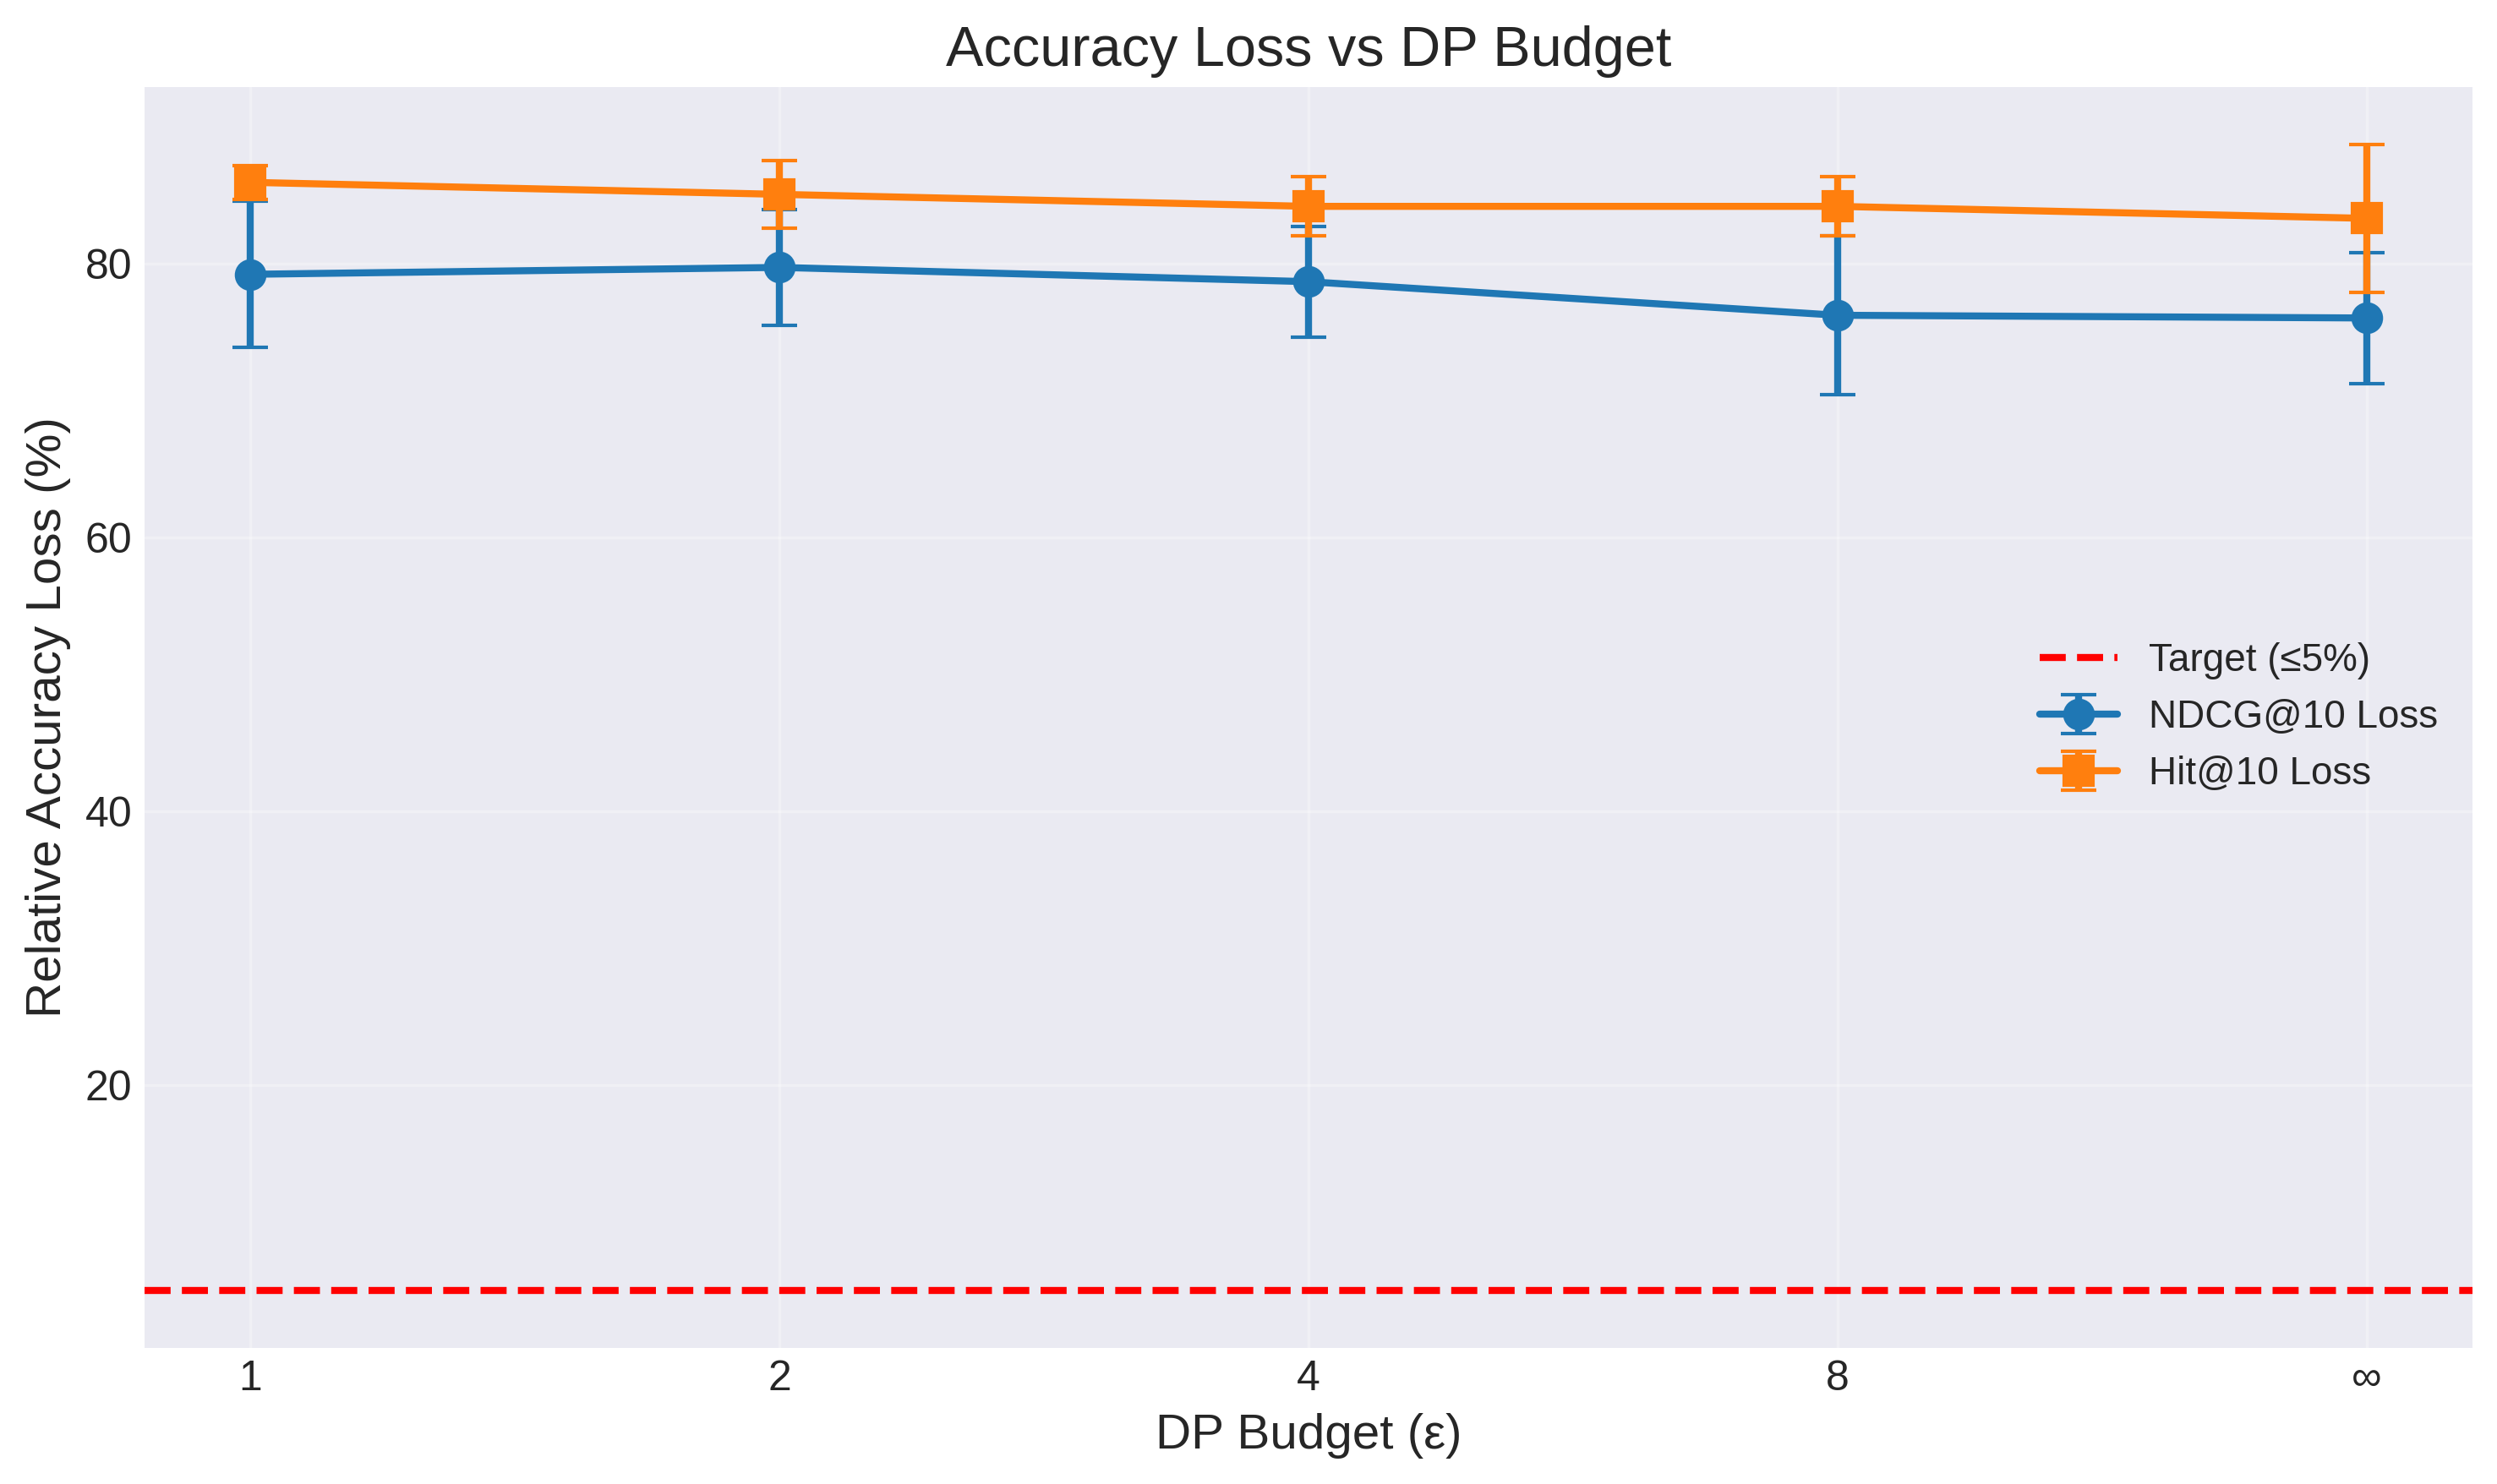 Accuracy Loss vs DP Budget
Relative Accuracy Loss (%)
80
60
40
20
Target (≤5%)
NDCG@10 Loss
Hit@10 Loss
1 2 4 8 ∞
DP Budget (ε)